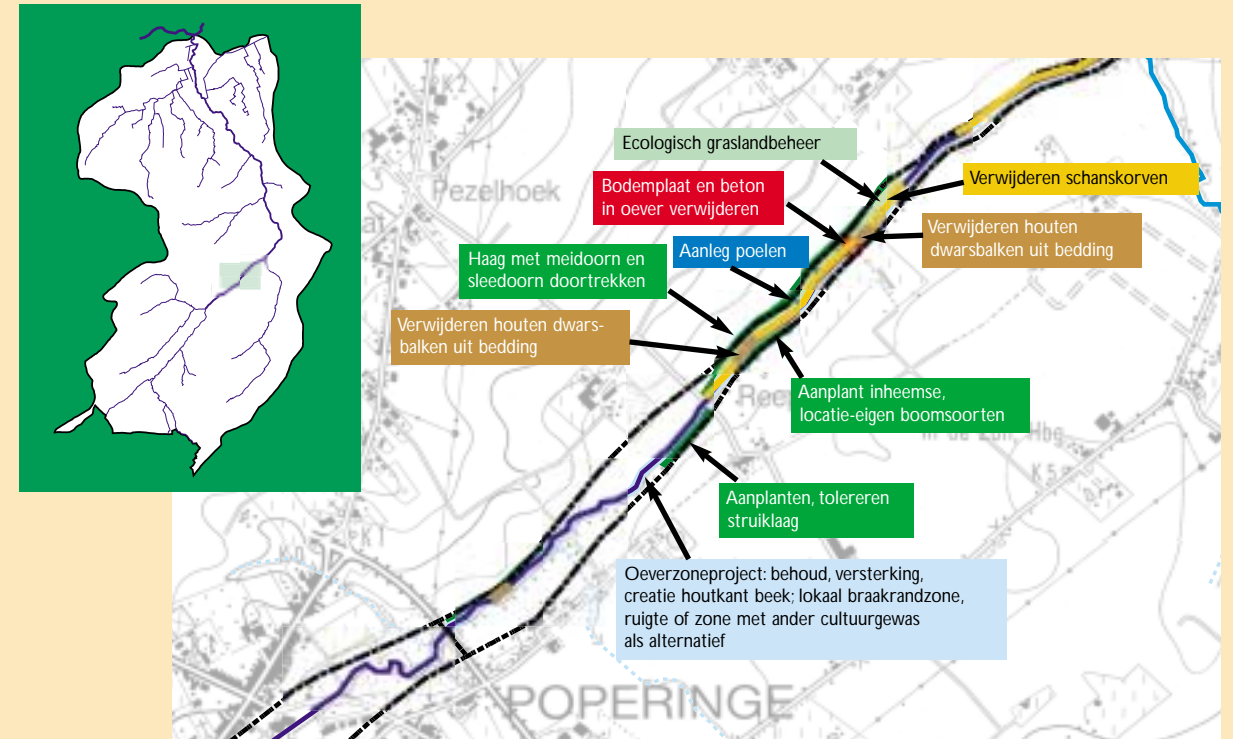 Ecologisch graslandbeheer
Bodemplaat en beton
in oever verwijderen
Verwijderen schanskorven
Verwijderen houten
dwarsbalken uit bedding
Aanleg poelen
Haag met meidoorn en
sleedoorn doortrekken
Verwijderen houten dwars-
balken uit bedding
Aanplant inheemse,
locatie-eigen boomsoorten
Aanplanten, tolereren
struiklaag
Oeverzoneproject: behoud, versterking,
creatie houtkant beek; lokaal braakrandzone,
ruigte of zone met ander cultuurgewas
als alternatief
Pezelhoek
K5
POPERINGE